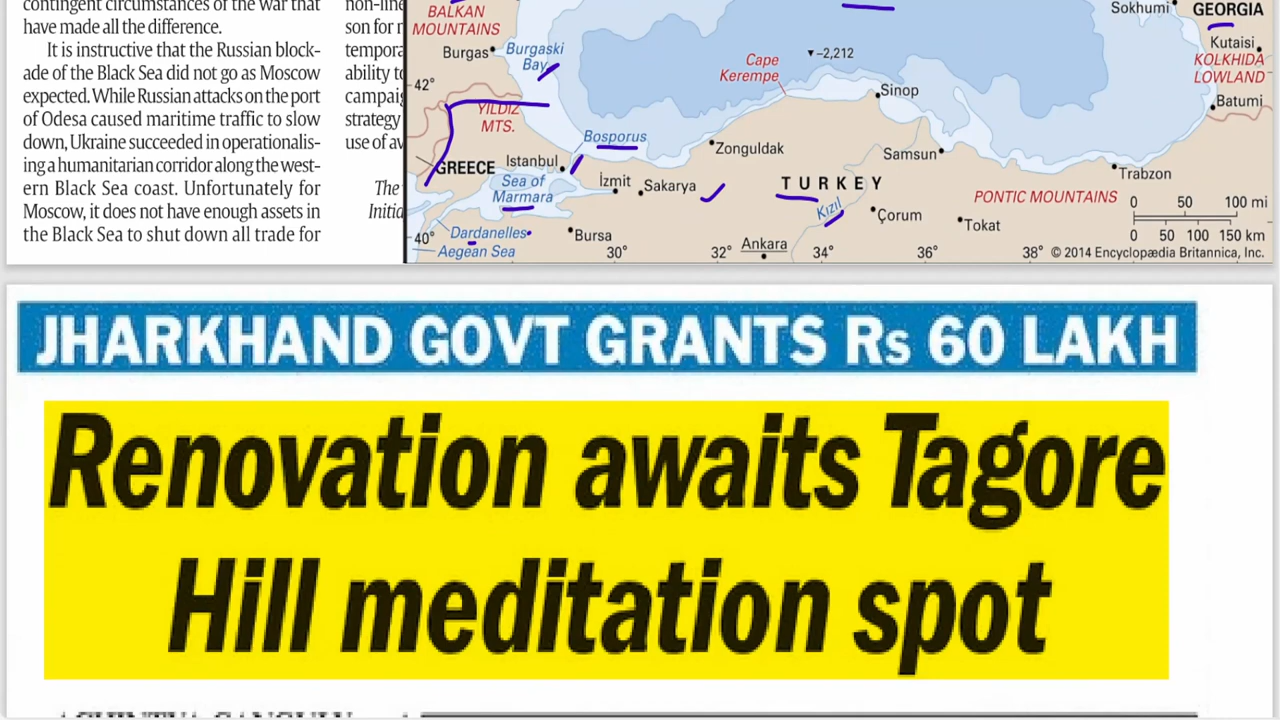 contingent circumstances of the war that
have made all the difference.
It is instructive that the Russian block-
ade of the Black Sea did not go as Moscow
expected. While Russian attacks on the port
of Odesa caused maritime traffic to slow
down, Ukraine succeeded in operationalis-
ing a humanitarian corridor along the west-
ern Black Sea coast. Unfortunately for
Moscow, it does not have enough assets in
the Black Sea to shut down all trade for
non-line
son for
tempora
ability to
campaig
strategy
use of av
The
Initia
BALKAN
MOUNTAINS
Burgas
Burgaski
Bay
42°
YILDIZ
MTS.
GREECE
Istanbul
Bosporus
Sea of
Marmara
İzmit
Sakarya
Dardanelles
40°
Aegean Sea
Bursa
30°
Zonguldak
Cape
Kerempe
-2,212
Sinop
Samsun
TURKEY
Kızıl
Çorum
Tokat
32°
Ankara
34°
36°
38°
PONTIC MOUNTAINS
Trabzon
Sokhumi
GEORGIA
Kutaisi
KOLKHIDA
LOWLAND
Batumi
0 50 100 mi
0 50 100 150 km
© 2014 Encyclopædia Britannica, Inc.
JHARKHAND GOVT GRANTS Rs 60 LAKH
Renovation awaits Tagore
Hill meditation spot